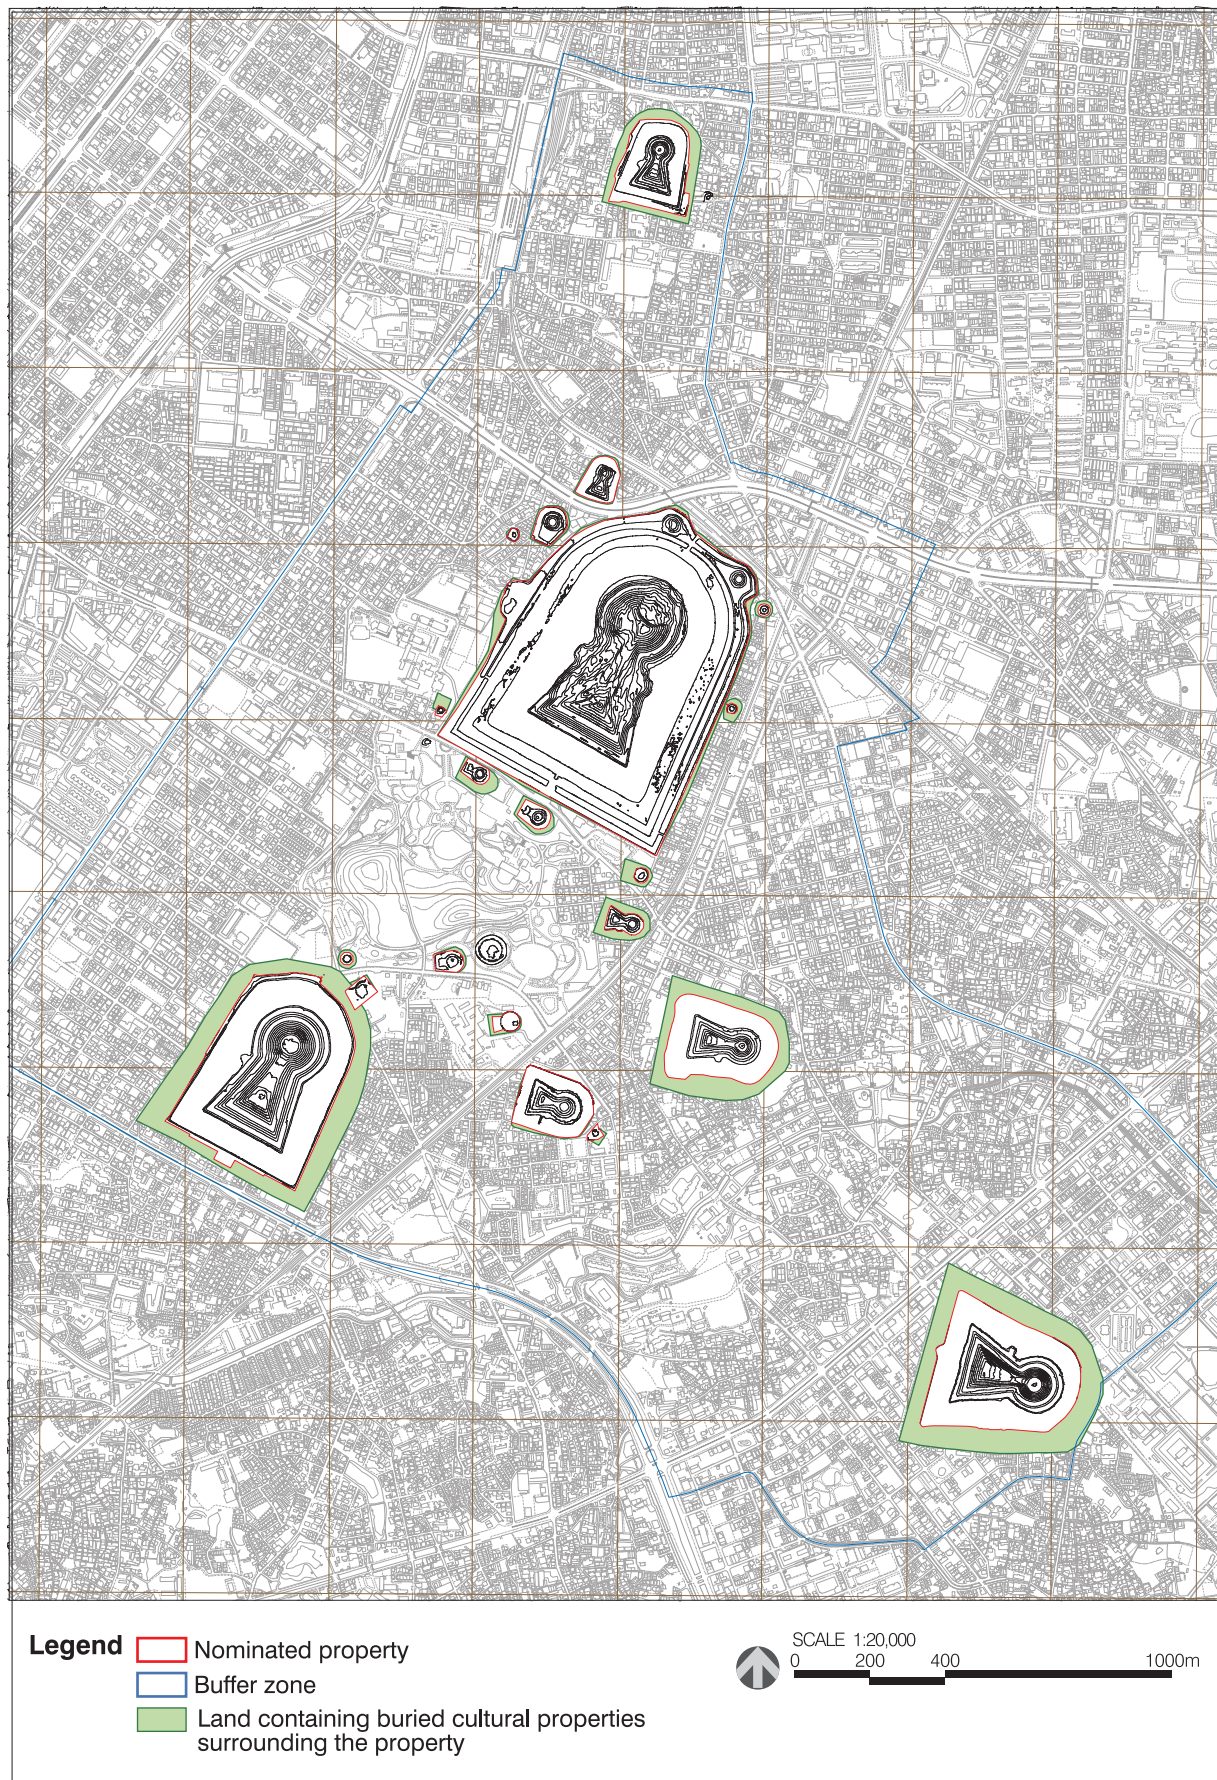 Legend
Nominated property
Buffer zone
Land containing buried cultural properties
surrounding the property
SCALE 1:20,000
0 200 400 1000m